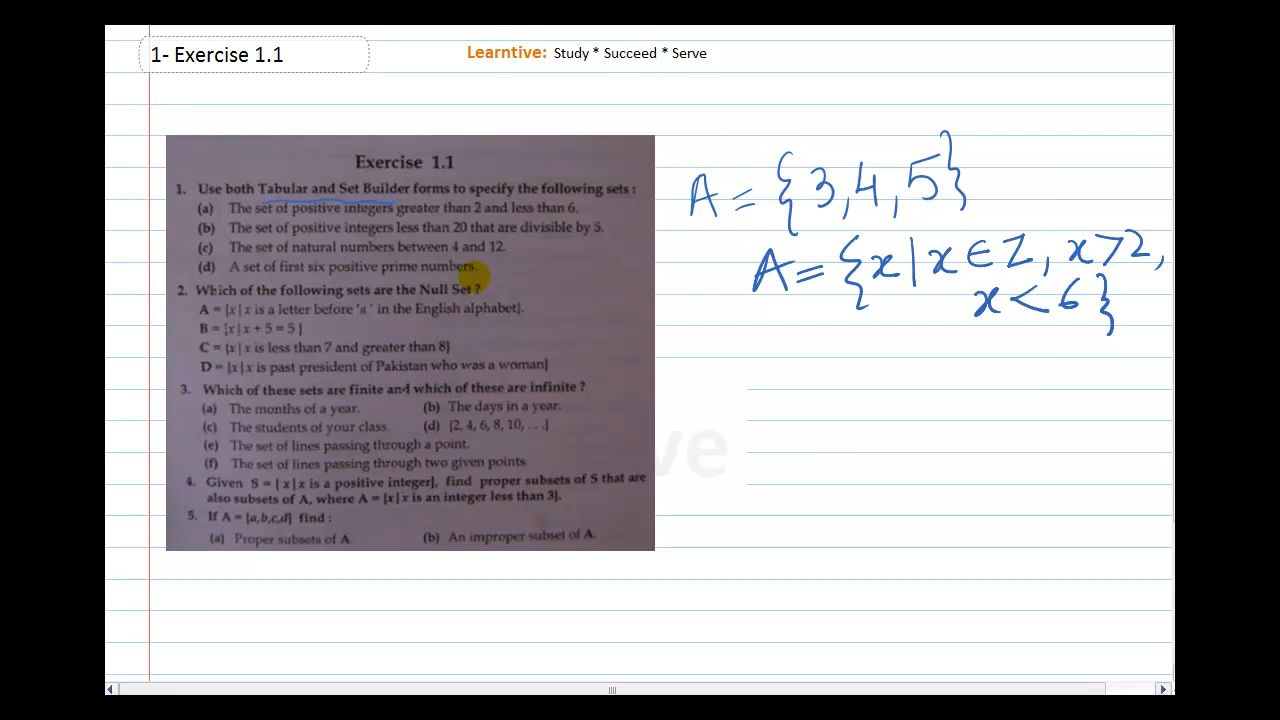 1- Exercise 1.1
Learntive: Study * Succeed * Serve
Exercise 1.1
1. Use both Tabular and Set Builder forms to specify the following sets :
(a) The set of positive integers greater than 2 and less than 6.
(b) The set of positive integers less than 20 that are divisible by 5.
(c) The set of natural numbers between 4 and 12.
(d) A set of first six positive prime numbers.
2. Which of the following sets are the Null Set ?
A = {x | x is a letter before 'a' in the English alphabet}.
B = {x | x + 5 = 5 }
C = {x | x is less than 7 and greater than 8}
D = {x | x is past president of Pakistan who was a woman}
3. Which of these sets are finite and which of these are infinite ?
(a) The months of a year. (b) The days in a year.
(c) The students of your class. (d) {2, 4, 6, 8, 10, . . .}
(e) The set of lines passing through a point.
(f) The set of lines passing through two given points
4. Given S = { x | x is a positive integer}, find proper subsets of S that are
also subsets of A, where A = {x | x is an integer less than 3}.
5. If A = {a,b,c,d} find :
(a) Proper subsets of A. (b) An improper subset of A.
A = {3,4,5}
A = {x | x ∈ Z, x > 2,
x < 6 }
ve